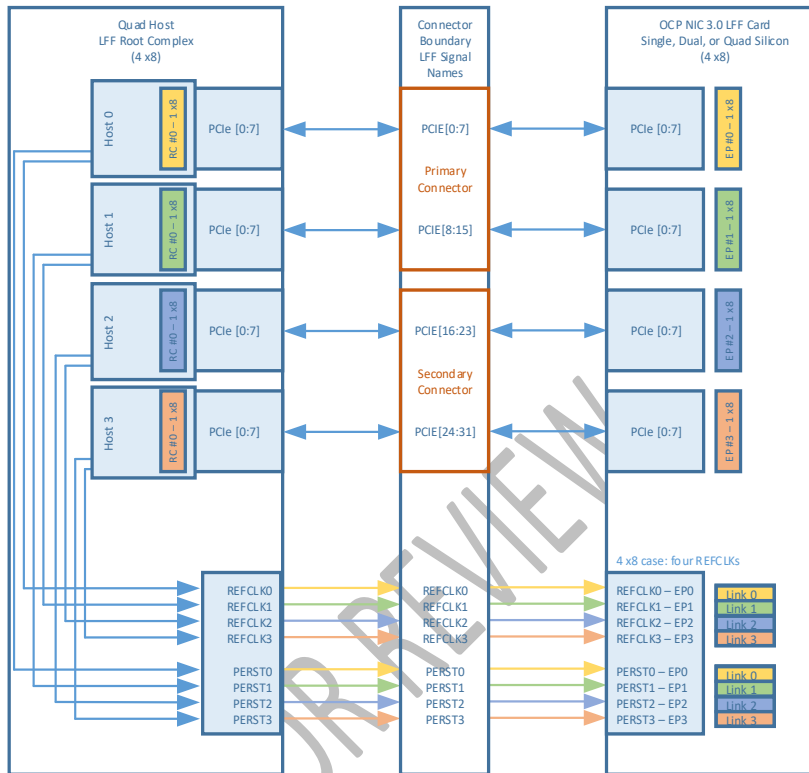 Quad Host
LFF Root Complex
(4 x8)
Connector
Boundary
LFF Signal
Names
OCP NIC 3.0 LFF Card
Single, Dual, or Quad Silicon
(4 x8)
Host 0
RC #0 – 1 x8
PCIe [0:7]
PCIE[0:7]
PCIe [0:7]
EP #0 – 1 x8
Primary
Connector
Host 1
RC #0 – 1 x8
PCIe [0:7]
PCIE[8:15]
PCIe [0:7]
EP #1 – 1 x8
Host 2
RC #0 – 1 x8
PCIe [0:7]
PCIE[16:23]
PCIe [0:7]
EP #2 – 1 x8
Secondary
Connector
Host 3
RC #0 – 1 x8
PCIe [0:7]
PCIE[24:31]
PCIe [0:7]
EP #3 – 1 x8
4 x8 case: four REFCLKs
REFCLK0
REFCLK1
REFCLK2
REFCLK3
REFCLK0
REFCLK1
REFCLK2
REFCLK3
REFCLK0 – EP0
REFCLK1 – EP1
REFCLK2 – EP2
REFCLK3 – EP3
Link 0
Link 1
Link 2
Link 3
PERST0
PERST1
PERST2
PERST3
PERST0
PERST1
PERST2
PERST3
PERST0 – EP0
PERST1 – EP1
PERST2 – EP2
PERST3 – EP3
Link 0
Link 1
Link 2
Link 3
OR REVIEW